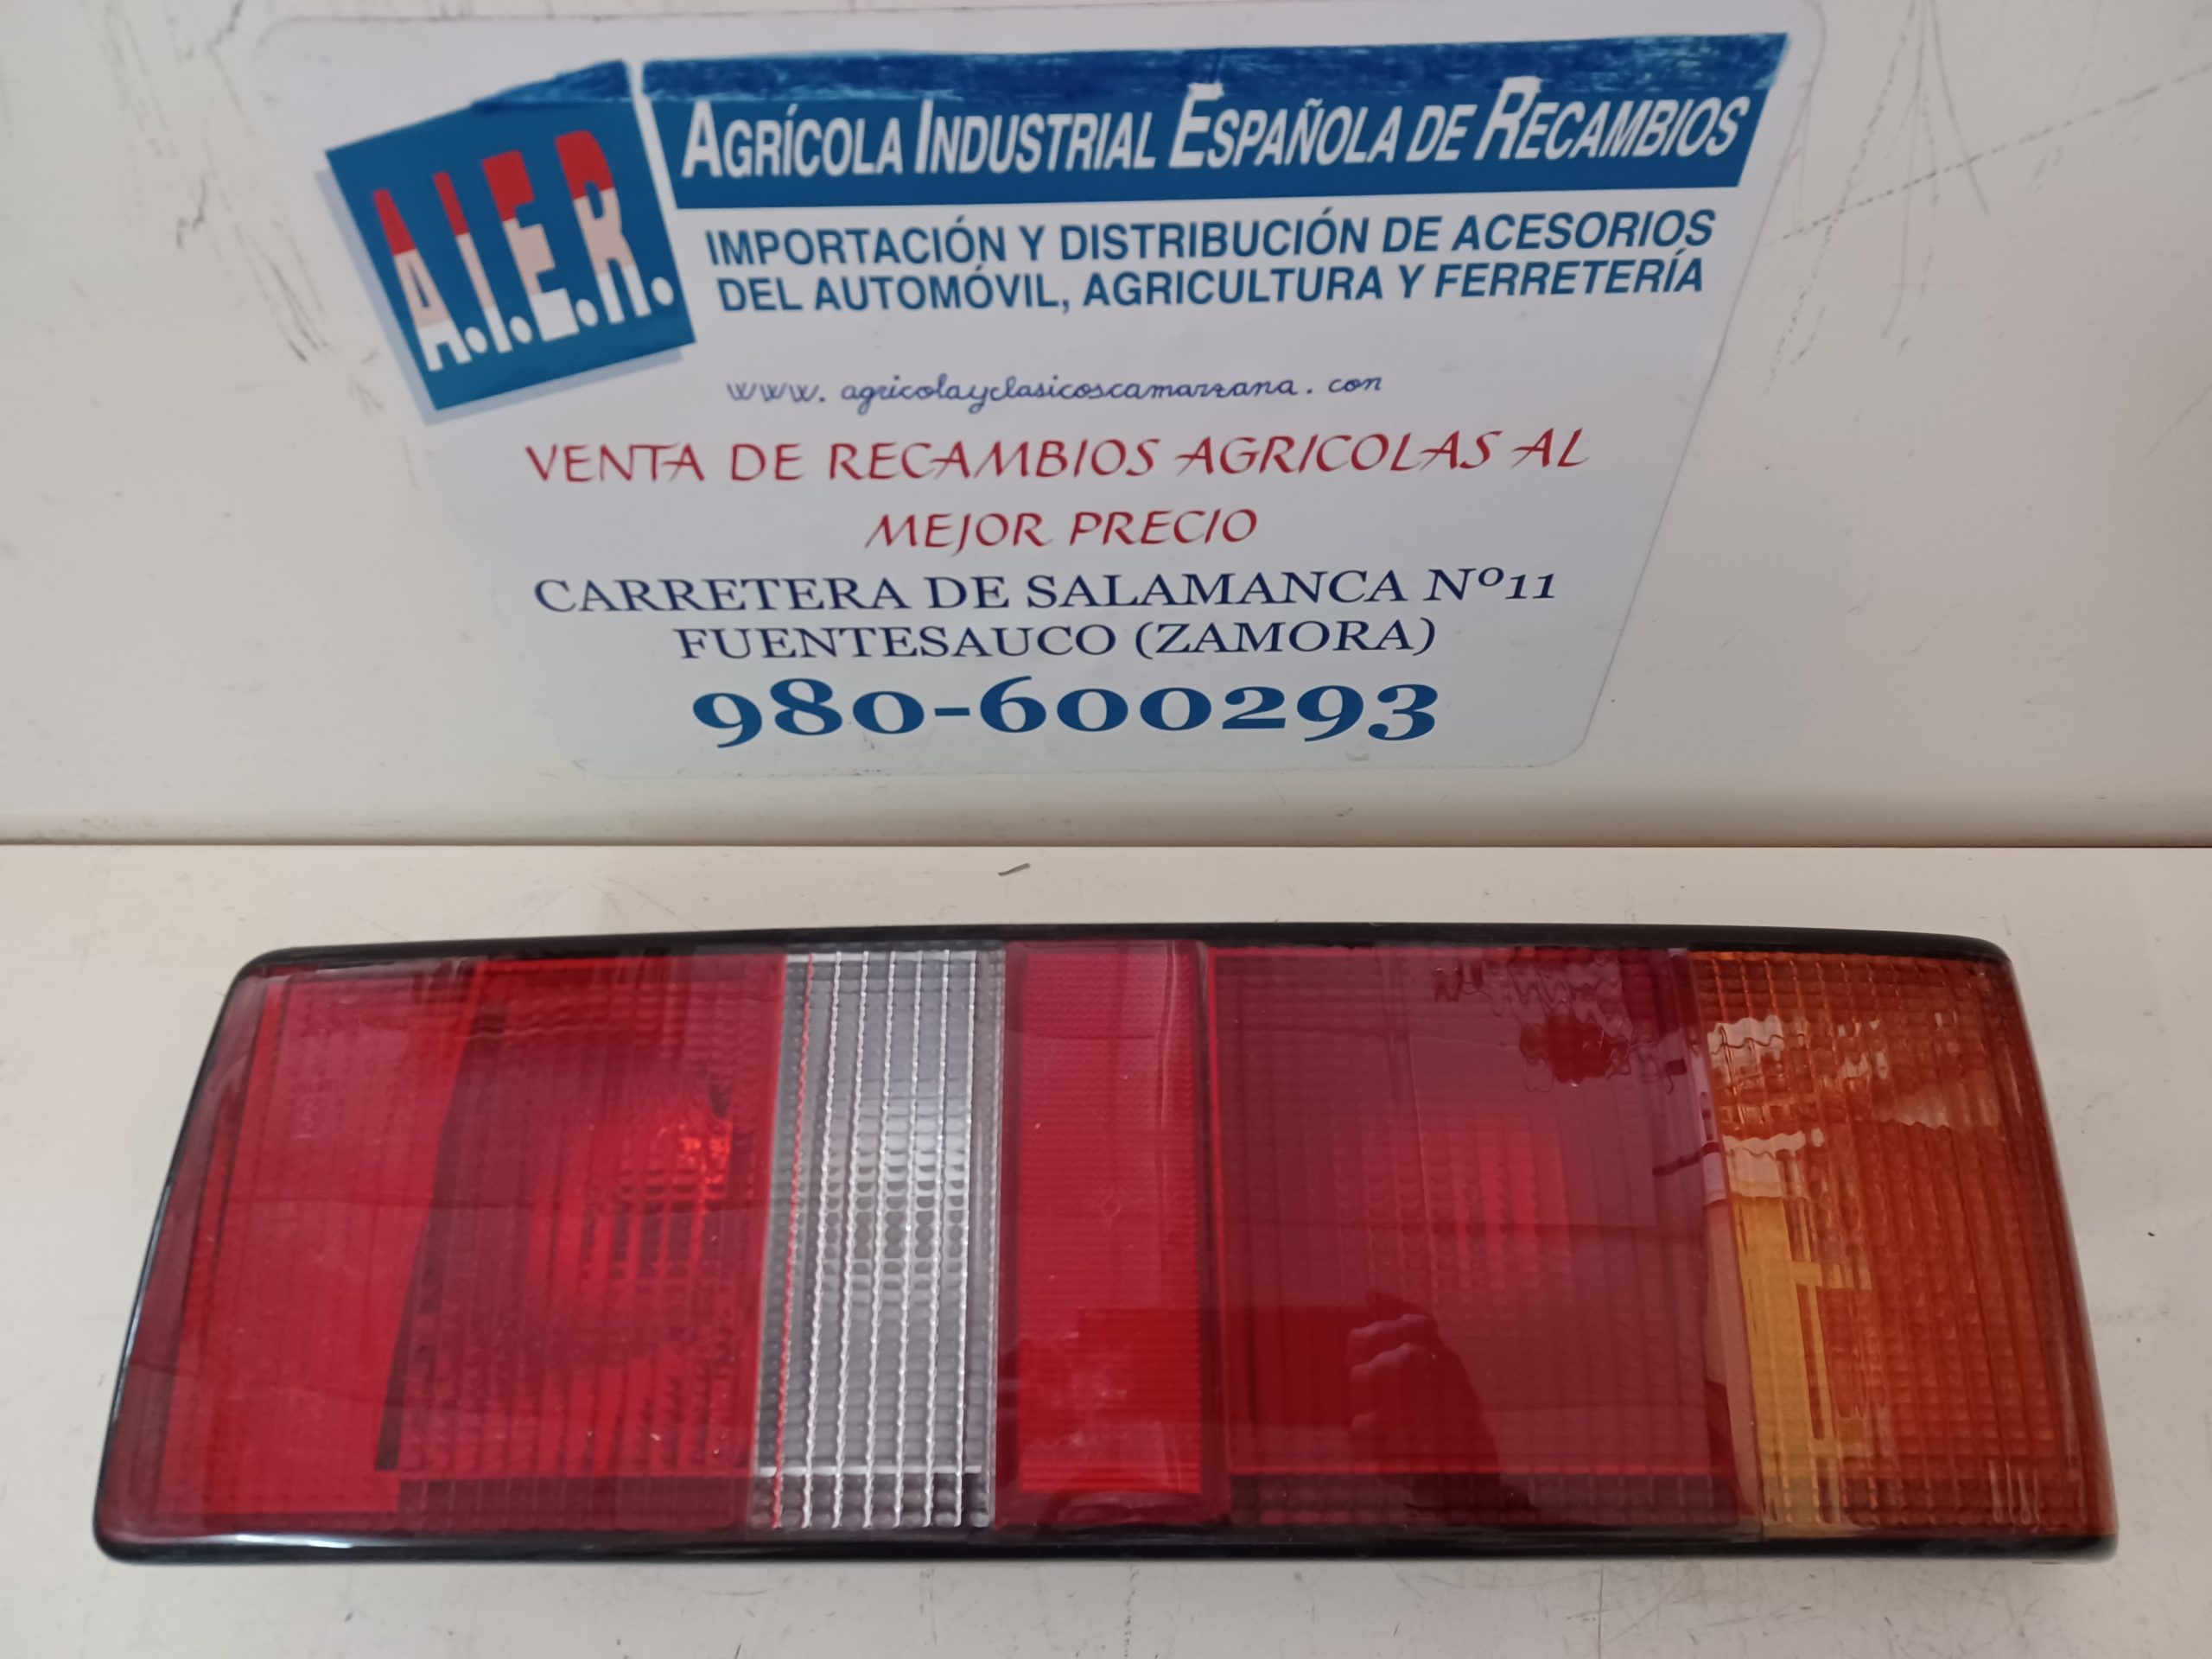 A.I.E.R.
AGRÍCOLA INDUSTRIAL ESPAÑOLA DE RECAMBIOS
IMPORTACIÓN Y DISTRIBUCIÓN DE ACESORIOS
DEL AUTOMÓVIL, AGRICULTURA Y FERRETERÍA
www.agricolayclasicoscamarzana.com
VENTA DE RECAMBIOS AGRICOLAS AL
MEJOR PRECIO
CARRETERA DE SALAMANCA Nº11
FUENTESAUCO (ZAMORA)
980-600293